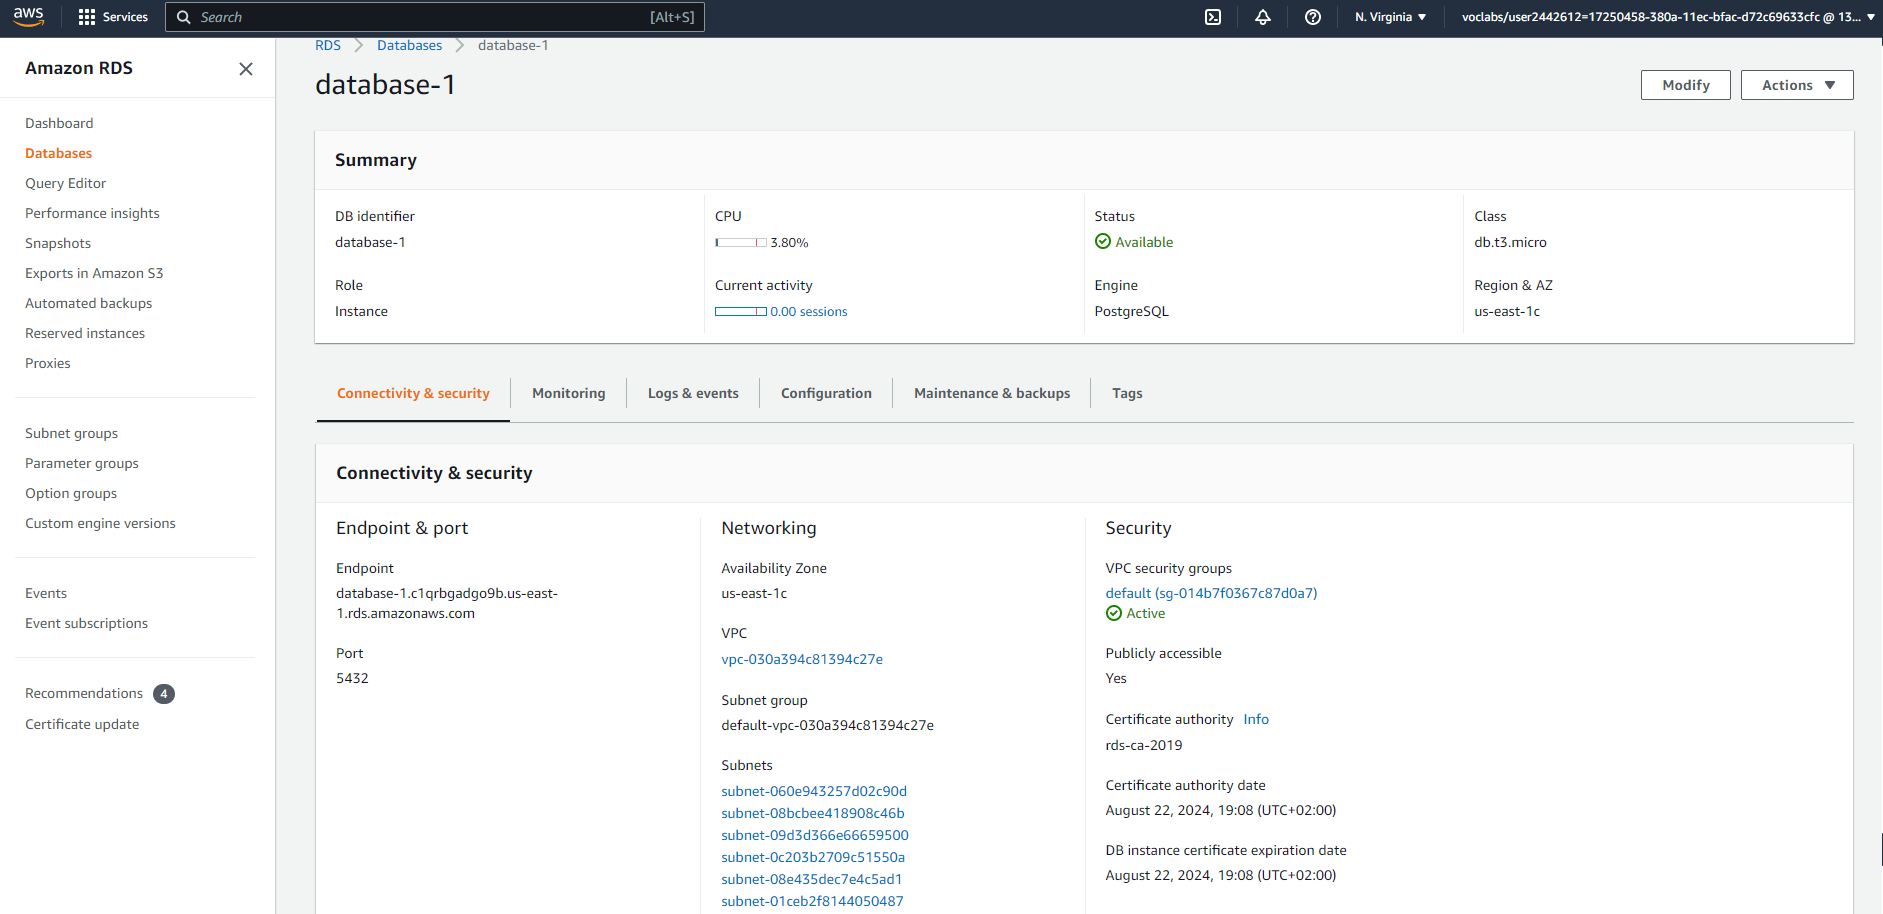 aws
Services
Search
[Alt+S]
N. Virginia
voclabs/user2442612=17250458-380a-11ec-bfac-d72c69633cfc @ 13...
Amazon RDS
Dashboard
Databases
Query Editor
Performance insights
Snapshots
Exports in Amazon S3
Automated backups
Reserved instances
Proxies
Subnet groups
Parameter groups
Option groups
Custom engine versions
Events
Event subscriptions
Recommendations 4
Certificate update
RDS > Databases > database-1
database-1
Modify
Actions
Summary
DB identifier
database-1
CPU
3.80%
Status
Available
Class
db.t3.micro
Role
Instance
Current activity
0.00 sessions
Engine
PostgreSQL
Region & AZ
us-east-1c
Connectivity & security
Monitoring
Logs & events
Configuration
Maintenance & backups
Tags
Connectivity & security
Endpoint & port
Endpoint
database-1.c1qrbgadgo9b.us-east-
1.rds.amazonaws.com
Port
5432
Networking
Availability Zone
us-east-1c
VPC
vpc-030a394c81394c27e
Subnet group
default-vpc-030a394c81394c27e
Subnets
subnet-060e943257d02c90d
subnet-08bcbee418908c46b
subnet-09d3d366e66659500
subnet-0c203b2709c51550a
subnet-08e435dec7e4c5ad1
subnet-01ceb2f8144050487
Security
VPC security groups
default (sg-014b7f0367c87d0a7)
Active
Publicly accessible
Yes
Certificate authority Info
rds-ca-2019
Certificate authority date
August 22, 2024, 19:08 (UTC+02:00)
DB instance certificate expiration date
August 22, 2024, 19:08 (UTC+02:00)